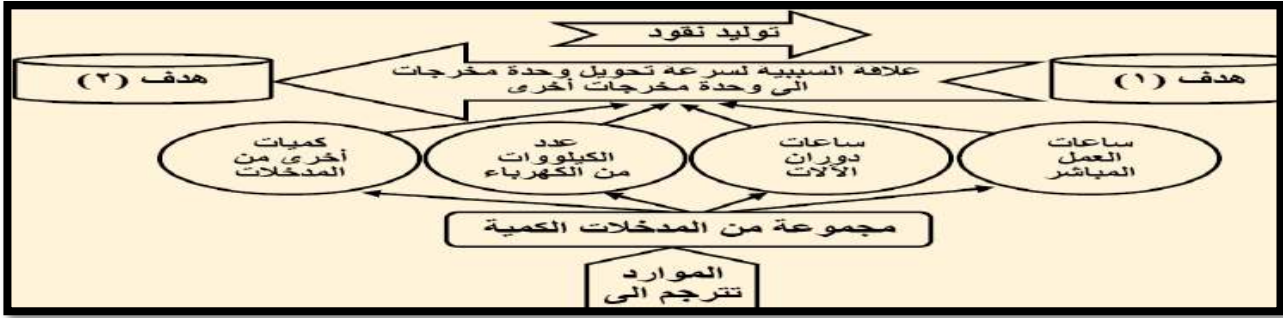 توليد نقود
هدف (١)
علاقه السببية لسرعة تحويل وحدة مخرجات
الى وحدة مخرجات أخرى
هدف (٢)
ساعات
العمل
المباشر
ساعات
دوران
الآلات
عدد
الكيلووات
من الكهرباء
كميات
أخرى من
المدخلات
مجموعة من المدخلات الكمية
الموارد
تترجم الى